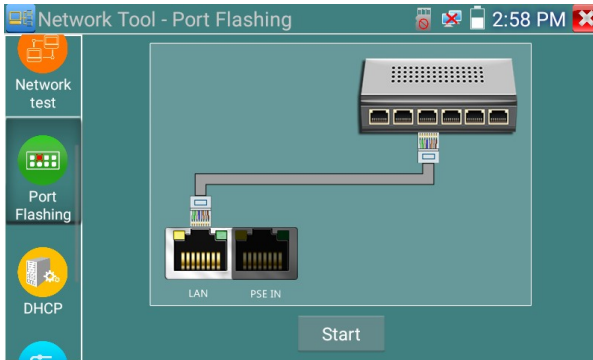 Network Tool - Port Flashing
2:58 PM
Network
test
Port
Flashing
DHCP
LAN
PSE IN
Start